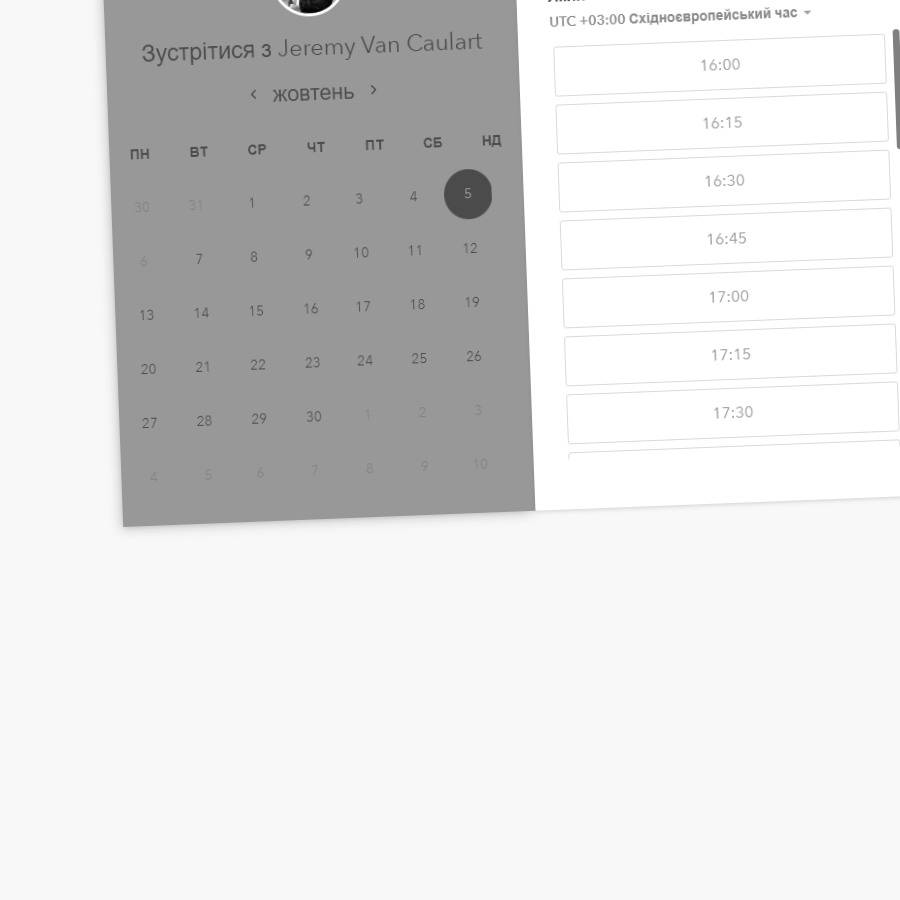 Зустрітися з Jeremy Van Caulart
‹ жовтень ›
ПН ВТ СР ЧТ ПТ СБ НД
30 31 1 2 3 4 5
6 7 8 9 10 11 12
13 14 15 16 17 18 19
20 21 22 23 24 25 26
27 28 29 30 1 2 3
4 5 6 7 8 9 10
UTC +03:00 Східноєвропейський час
16:00
16:15
16:30
16:45
17:00
17:15
17:30